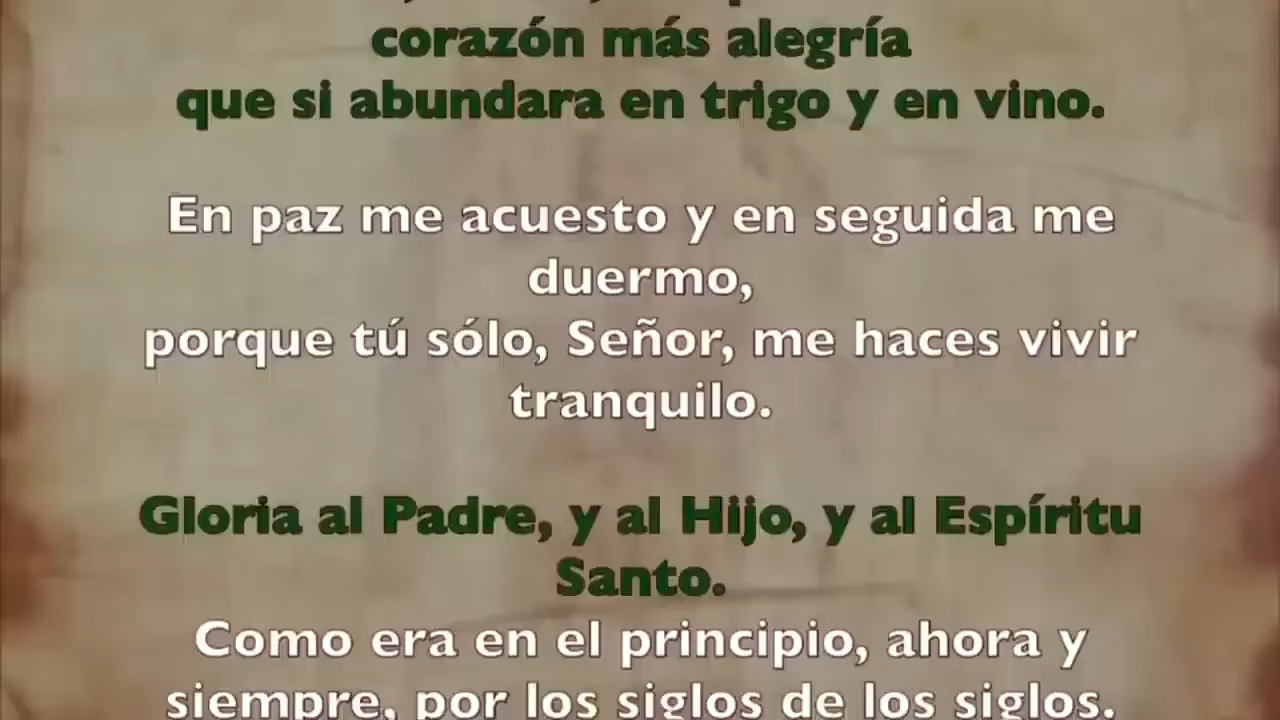 corazón más alegría
que si abundara en trigo y en vino.
En paz me acuesto y en seguida me
duermo,
porque tú sólo, Señor, me haces vivir
tranquilo.
Gloria al Padre, y al Hijo, y al Espíritu
Santo.
Como era en el principio, ahora y
siempre, por los siglos de los siglos.